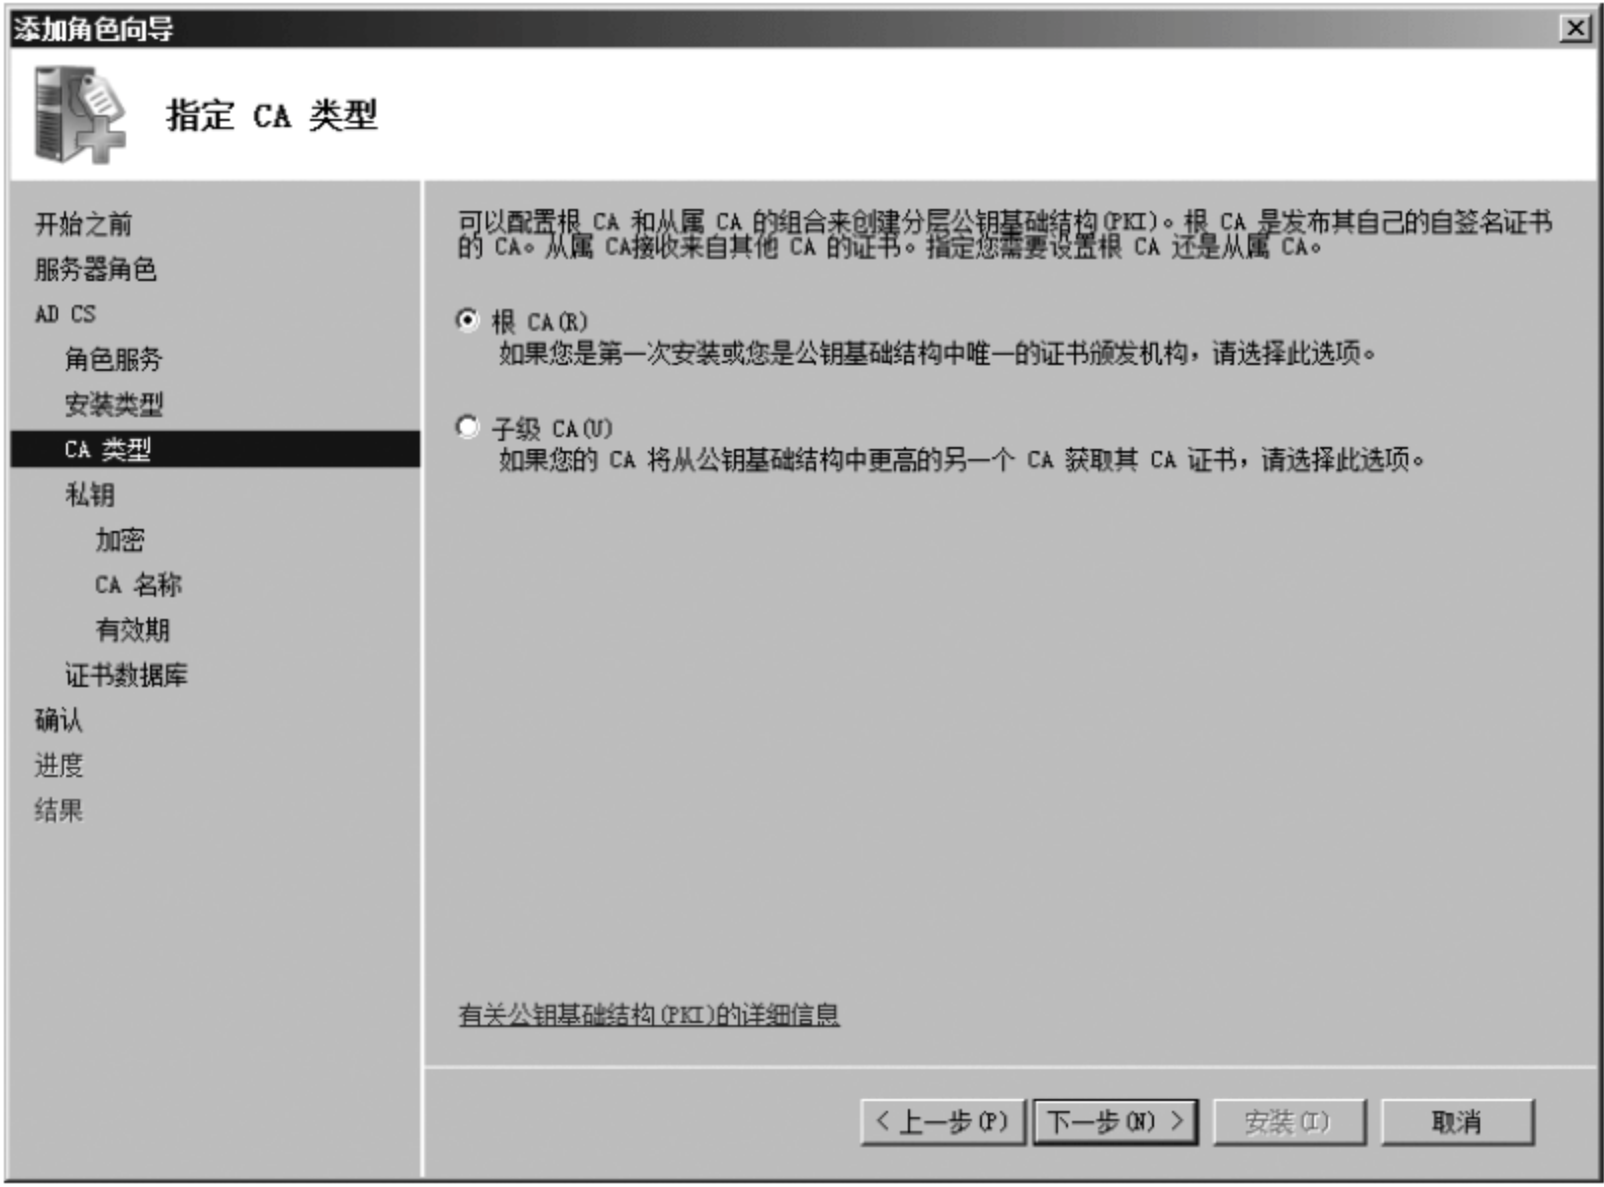 添加角色向导
指定 CA 类型
开始之前
服务器角色
AD CS
角色服务
安装类型
CA 类型
私钥
加密
CA 名称
有效期
证书数据库
确认
进度
结果
可以配置根 CA 和从属 CA 的组合来创建分层公钥基础结构(PKI)。根 CA 是发布其自己的自签名证书
的 CA。从属 CA接收来自其他 CA 的证书。指定您需要设置根 CA 还是从属 CA。
根 CA(R)
如果您是第一次安装或您是公钥基础结构中唯一的证书颁发机构，请选择此选项。
子级 CA(U)
如果您的 CA 将从公钥基础结构中更高的另一个 CA 获取其 CA 证书，请选择此选项。
有关公钥基础结构(PKI)的详细信息
< 上一步(P) 下一步(N) > 安装(I) 取消